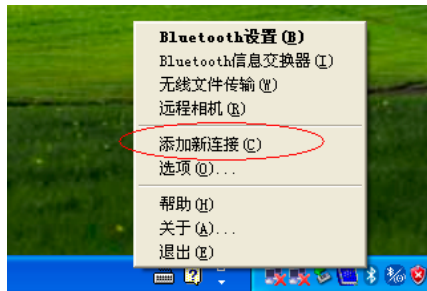 Bluetooth设置(B)
Bluetooth信息交换器(I)
无线文件传输(W)
远程相机(R)
添加新连接(C)
选项(O)...
帮助(H)
关于(A)...
退出(E)